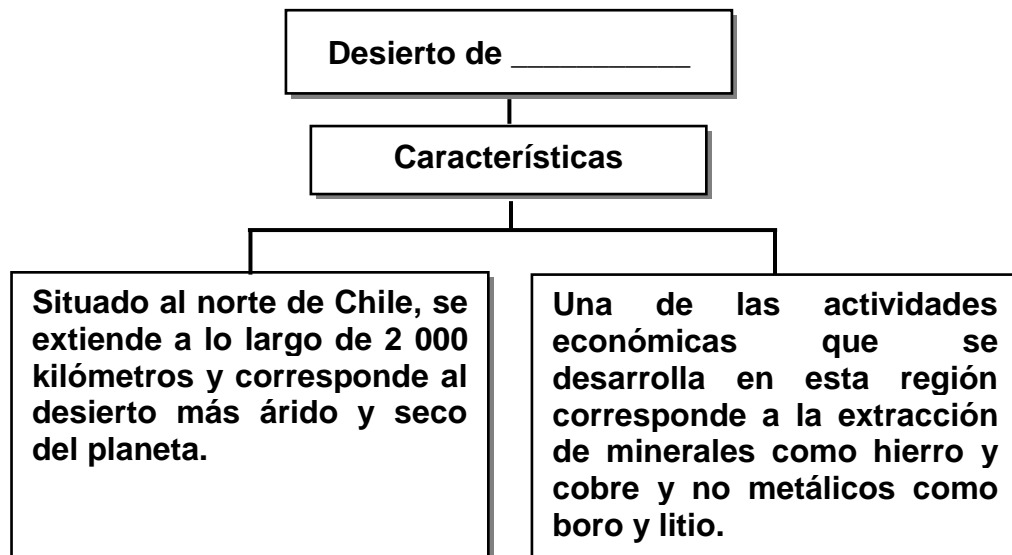 Desierto de ___________
Características
Situado al norte de Chile, se
extiende a lo largo de 2 000
kilómetros y corresponde al
desierto más árido y seco
del planeta.
Una de las actividades
económicas que se
desarrolla en esta región
corresponde a la extracción
de minerales como hierro y
cobre y no metálicos como
boro y litio.